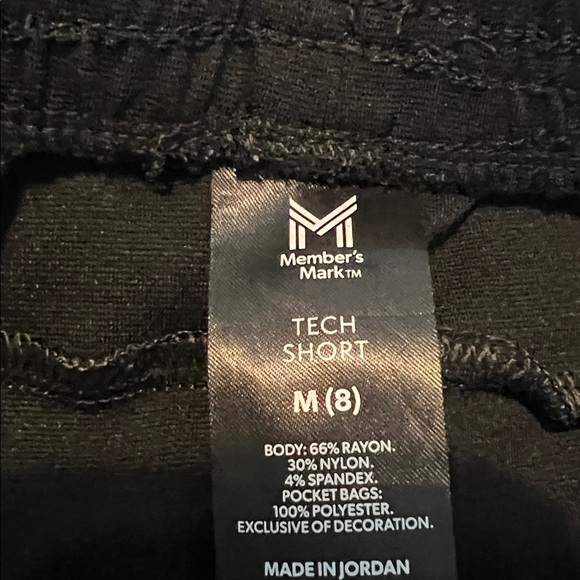 M
Member's
Mark™
TECH
SHORT
M (8)
BODY: 66% RAYON.
30% NYLON.
4% SPANDEX.
POCKET BAGS:
100% POLYESTER.
EXCLUSIVE OF DECORATION.
MADE IN JORDAN